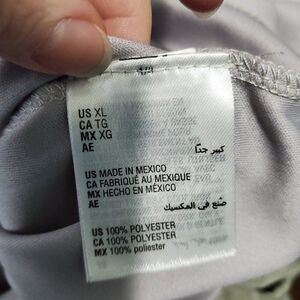 US XL
CA TG
MX XG
AE كبير جدًا
US MADE IN MEXICO
CA FABRIQUÉ AU MEXIQUE
MX HECHO EN MÉXICO
AE
صنع في المكسيك
US 100% POLYESTER
CA 100% POLYESTER
MX 100% poliéster